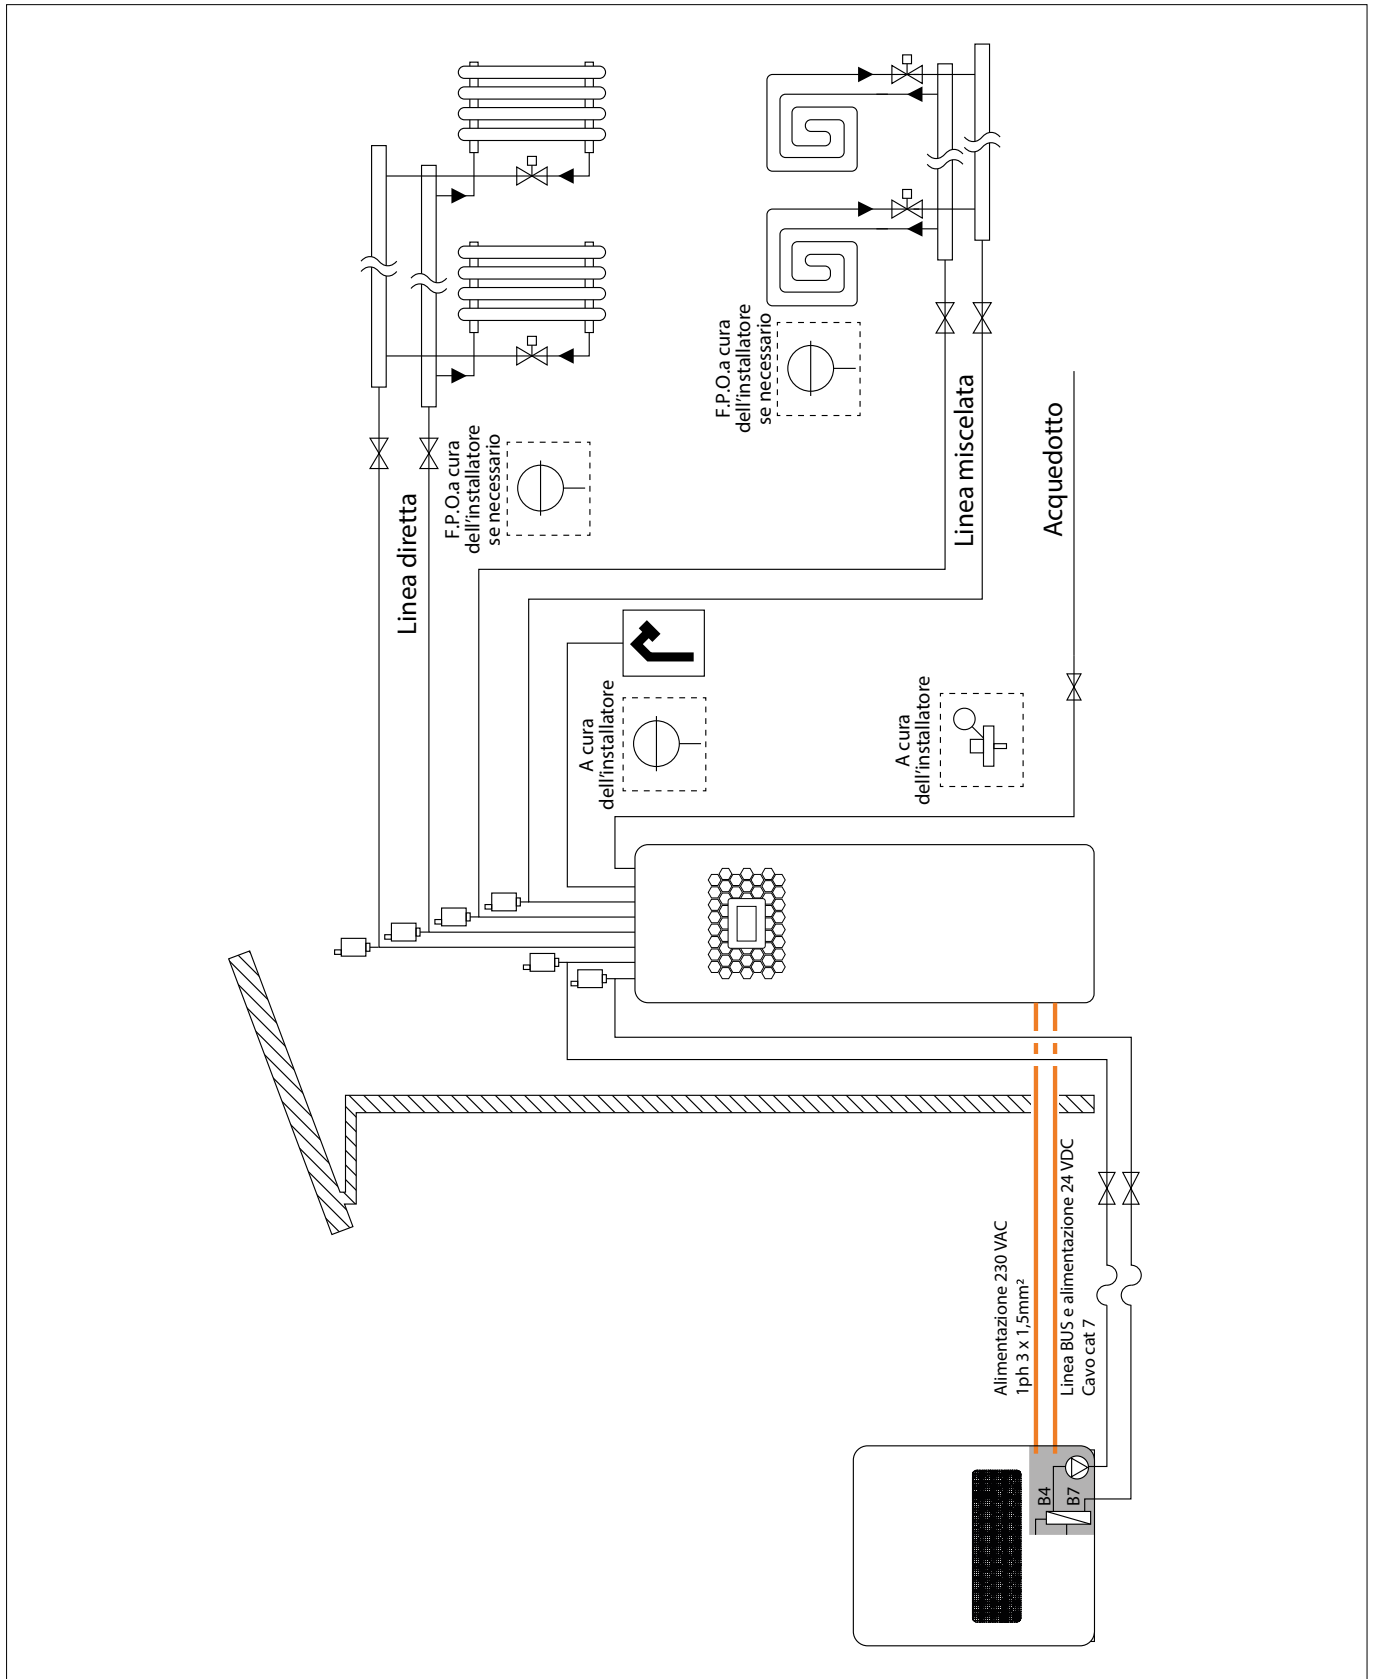 Linea diretta
F.P.O.a cura
dell'installatore
se necessario
F.P.O.a cura
dell'installatore
se necessario
Linea miscelata
Acquedotto
A cura
dell'installatore
A cura
dell'installatore
Alimentazione 230 VAC
1ph 3 x 1,5mm²
Linea BUS e alimentazione 24 VDC
Cavo cat 7
B4
B7